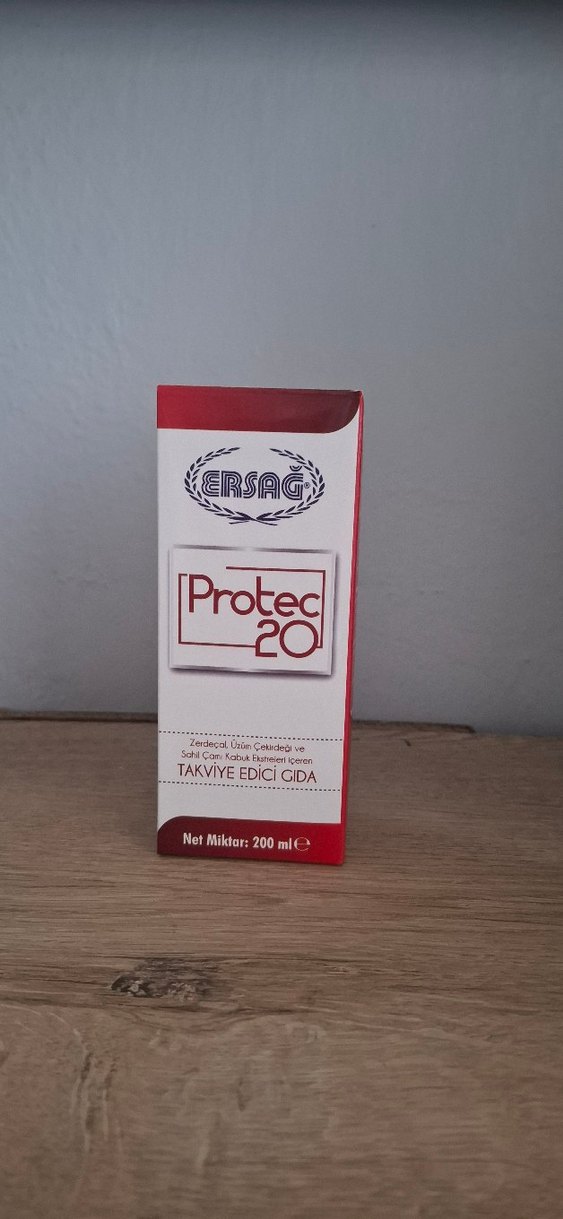 ERSAĞ®
Protec
20
Zerdeçal, Üzüm Çekirdeği ve
Sahil Çamı Kabuk Ekstreleri İçeren
TAKVİYE EDİCİ GIDA
Net Miktar: 200 ml ℮